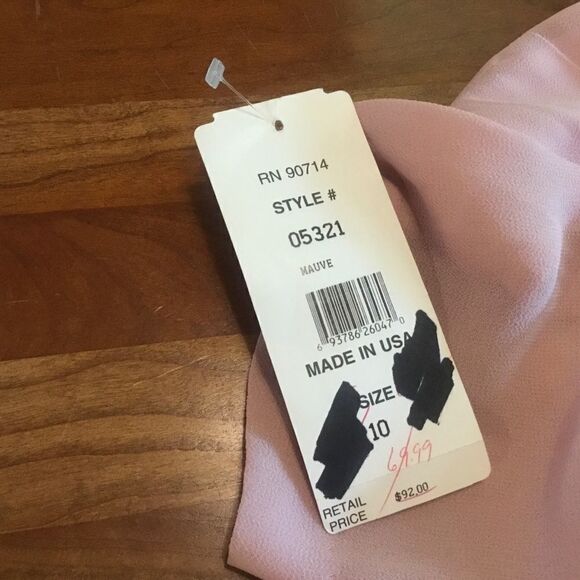 RN 90714
STYLE #
05321
MAUVE
6 93786 26047 0
MADE IN USA
SIZE
10
69.99
RETAIL
PRICE
$92.00